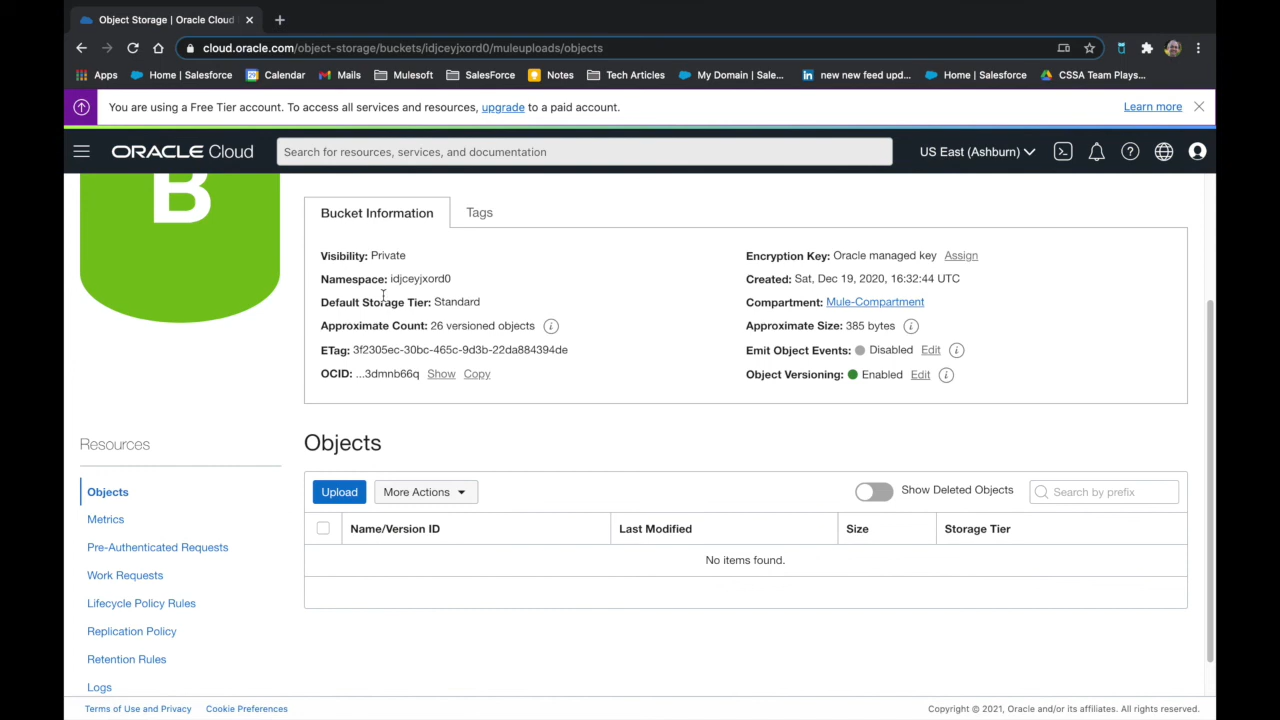 Object Storage | Oracle Cloud
cloud.oracle.com/object-storage/buckets/idjceyjxord0/muleuploads/objects
Apps Home | Salesforce Calendar Mails Mulesoft SalesForce Notes Tech Articles My Domain | Sale... new new feed upd... Home | Salesforce CSSA Team Plays...
You are using a Free Tier account. To access all services and resources, upgrade to a paid account. Learn more
ORACLE Cloud Search for resources, services, and documentation US East (Ashburn)
B
Bucket Information Tags
Visibility: Private Encryption Key: Oracle managed key Assign
Namespace: idjceyjxord0 Created: Sat, Dec 19, 2020, 16:32:44 UTC
Default Storage Tier: Standard Compartment: Mule-Compartment
Approximate Count: 26 versioned objects Approximate Size: 385 bytes
ETag: 3f2305ec-30bc-465c-9d3b-22da884394de Emit Object Events: Disabled Edit
OCID: ...3dmnb66q Show Copy Object Versioning: Enabled Edit
Resources
Objects
Metrics
Pre-Authenticated Requests
Work Requests
Lifecycle Policy Rules
Replication Policy
Retention Rules
Logs
Objects
Upload More Actions Show Deleted Objects Search by prefix
Name/Version ID Last Modified Size Storage Tier
No items found.
Terms of Use and Privacy Cookie Preferences Copyright © 2021, Oracle and/or its affiliates. All rights reserved.